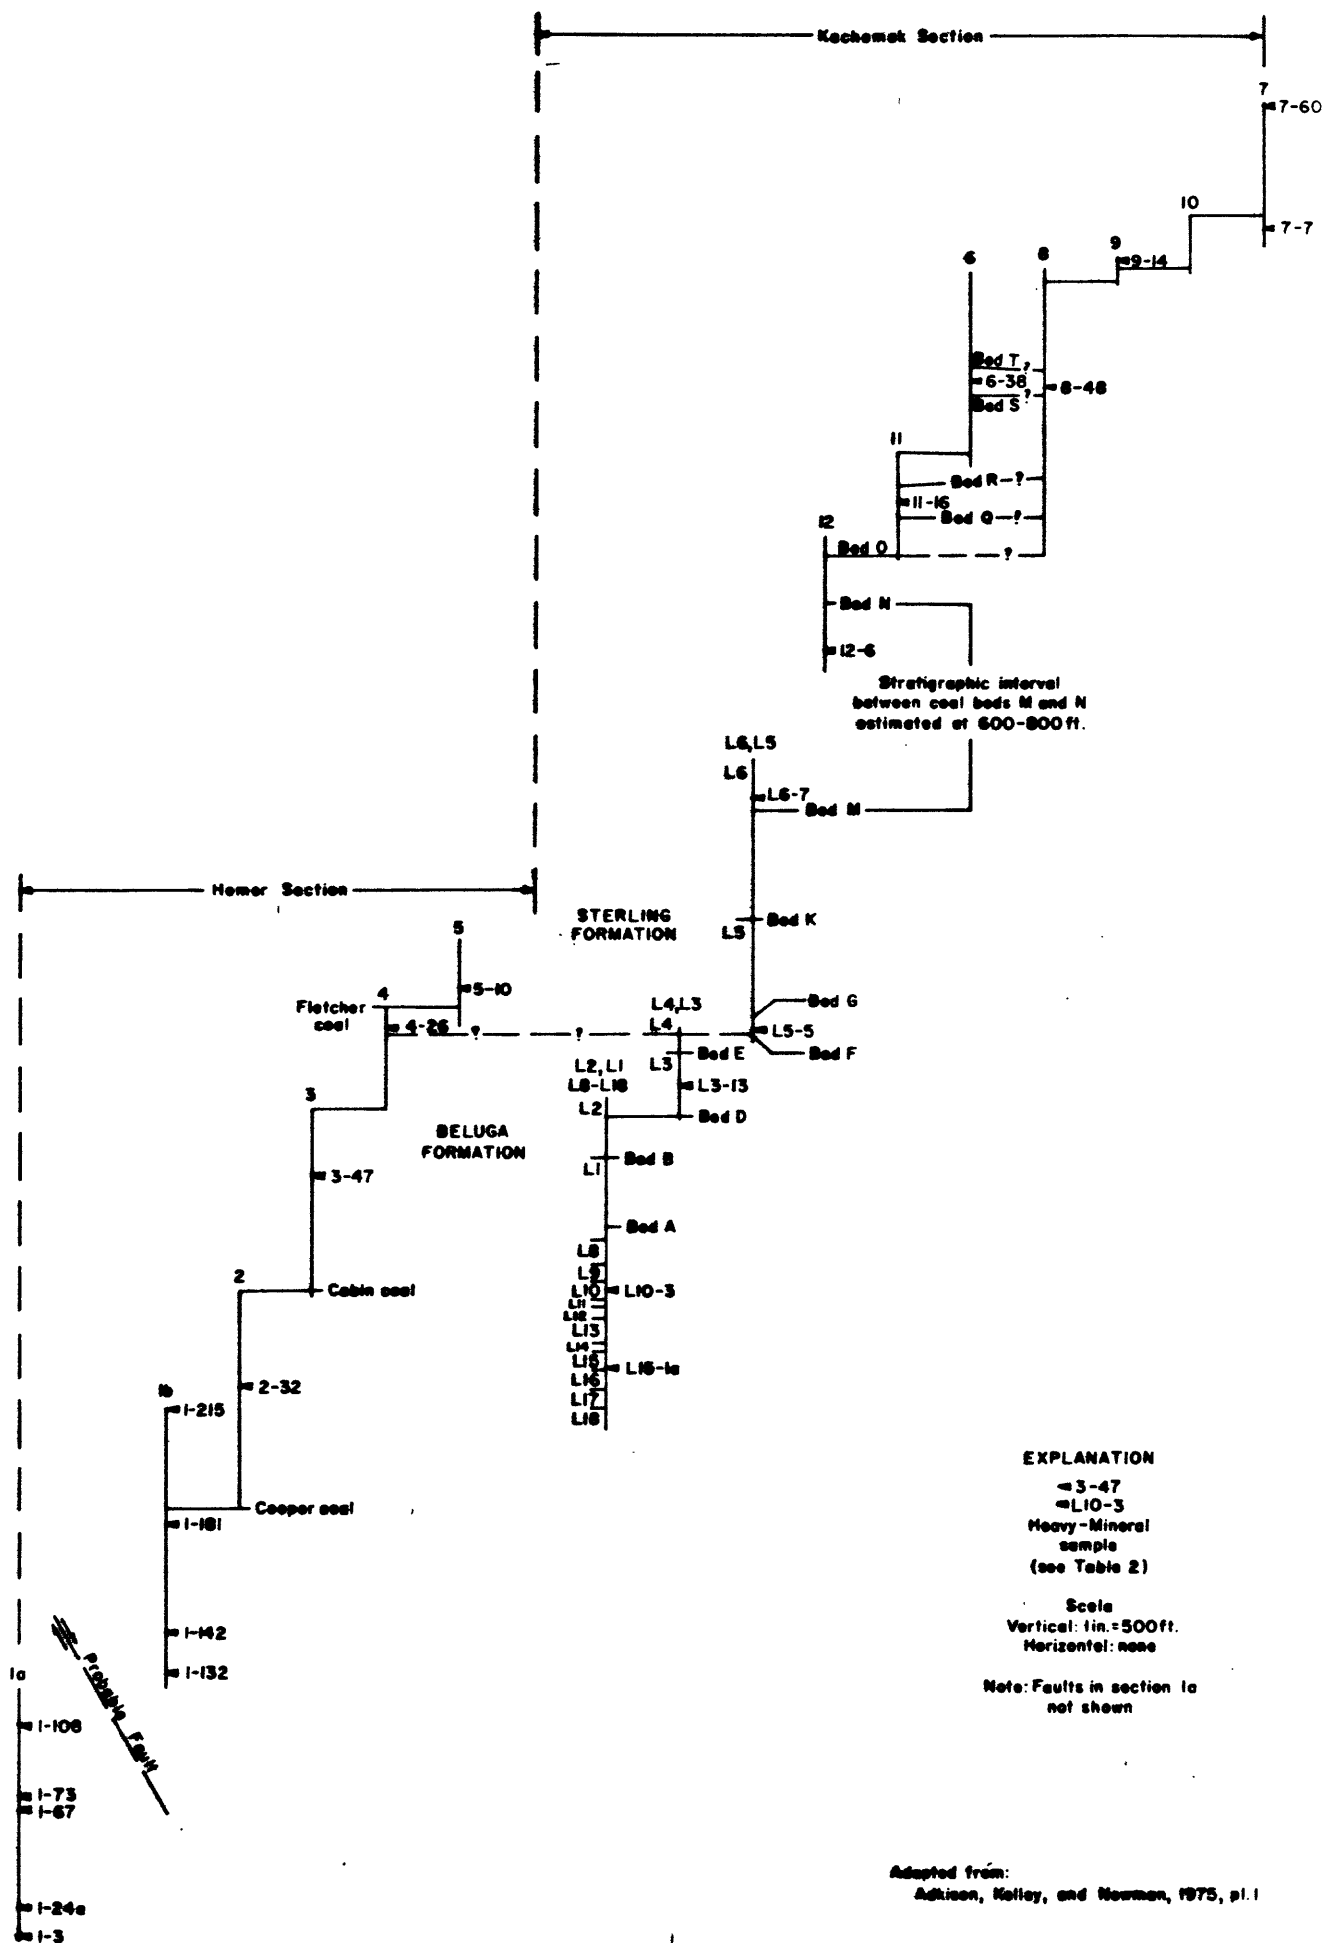 Kachemak Section
7
7-60
10
7-7
9
9-14
6
8
Bed T ?
6-38
8-48
?
Bed S
11
Bed R ?
11-16
Bed Q ?
12
Bed O
?
Bed N
12-6
Stratigraphic interval
between coal beds M and N
estimated at 600-800 ft.
L6, L5
L6
L6-7
Bed M
Homer Section
STERLING
FORMATION
Bed K
L5
5
5-10
4
Fletcher
coal
4-26
?
?
L4, L3
L4
Bed G
L5-5
Bed F
Bed E
L3
L2, L1
L8-L18
L3-13
L2
Bed D
3
BELUGA
FORMATION
Bed B
L1
3-47
Bed A
L8
L9
2
Cabin coal
L10
L10-3
L11
L12
L13
L14
L15
L15-1a
L16
L17
L18
2-32
1b
1-215
Cooper coal
1-181
1-142
1-132
Probable Fault
1a
1-108
1-73
1-67
1-24a
1-3
EXPLANATION
3-47
L10-3
Heavy-Mineral
sample
(see Table 2)
Scale
Vertical: 1in.=500ft.
Horizontal: none
Note: Faults in section 1a
not shown
Adapted from:
Adkison, Kelley, and Newman, 1975, pl. 1